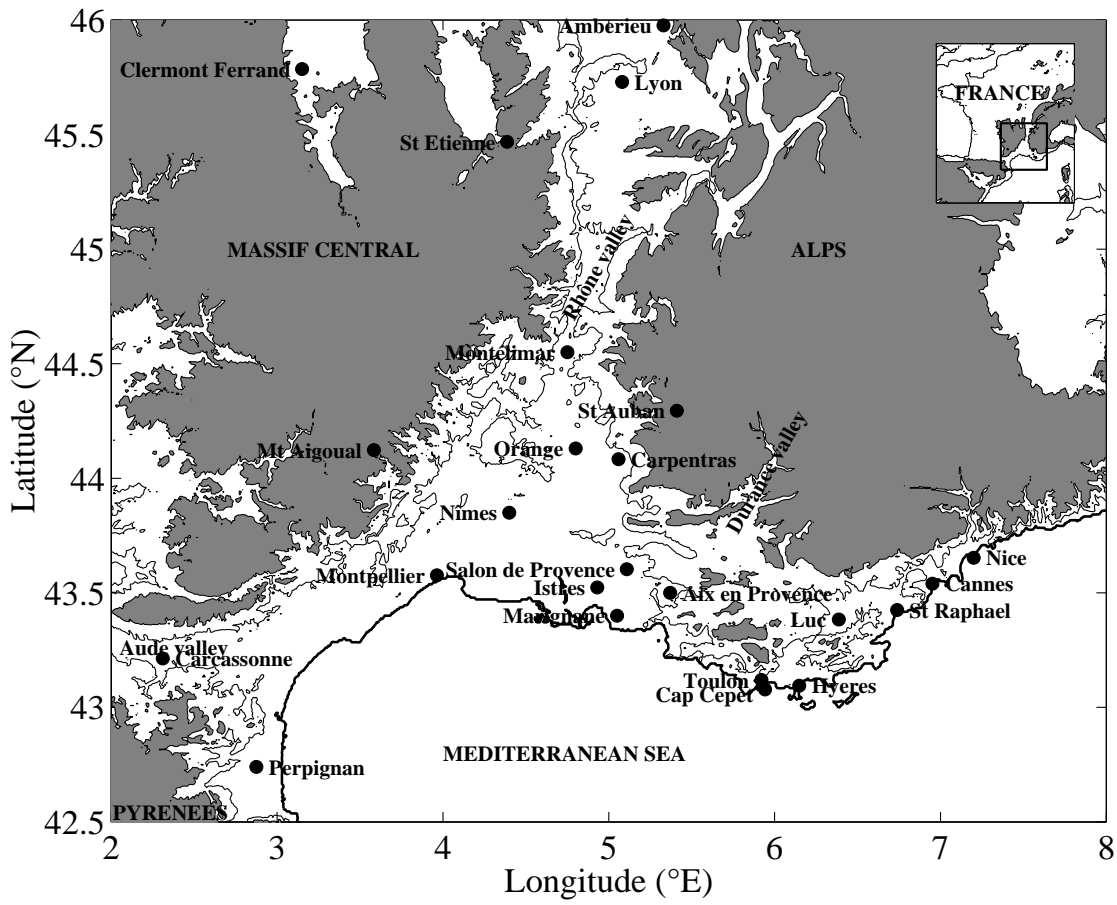 46
Amberieu
Clermont Ferrand
Lyon
FRANCE
45.5
St Etienne
45
MASSIF CENTRAL
Rhône valley
ALPS
44.5
Montelimar
St Auban
Mt Aigoual
Orange
Carpentras
44
Durance valley
Nîmes
Nice
Montpellier
Salon de Provence
43.5
Istres
Aix en Provence
Cannes
Marignane
Luc
St Raphael
Aude valley
Carcassonne
Toulon
Hyeres
Cap Cepet
43
MEDITERRANEAN SEA
Perpignan
PYRENEES
42.5
2
3
4
5
6
7
8
Longitude (°E)
Latitude (°N)